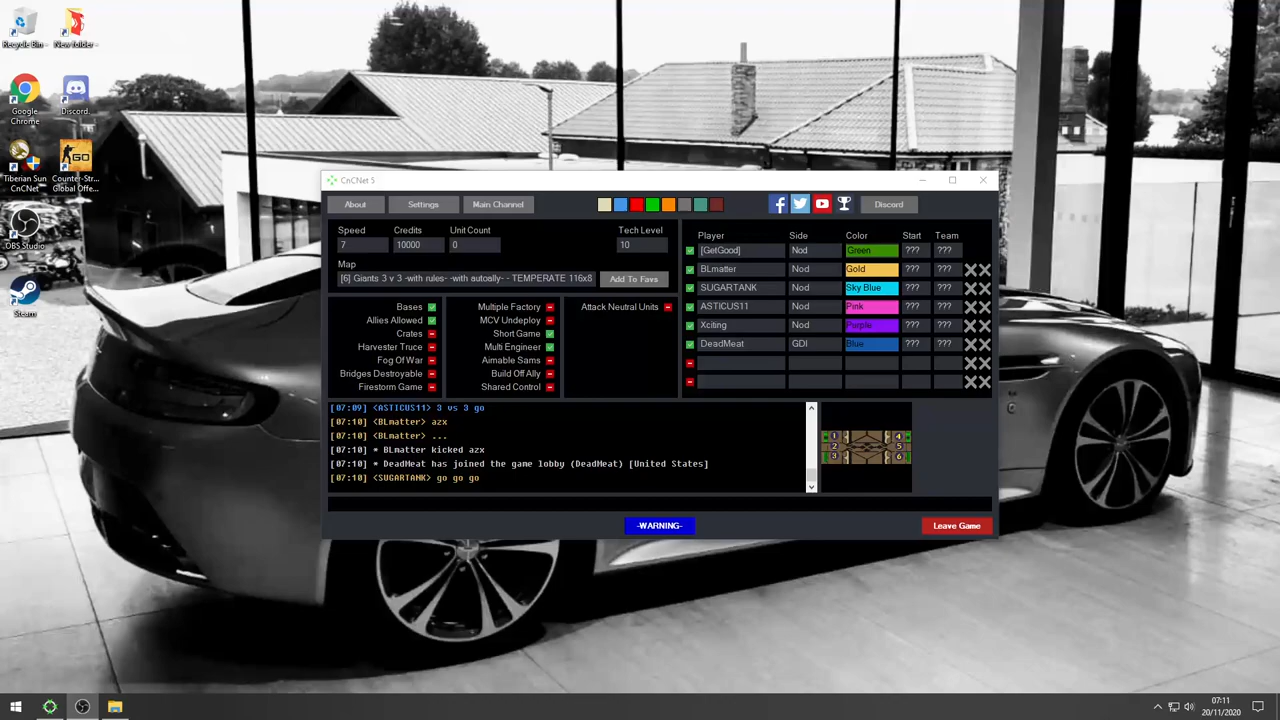 Recycle Bin
New folder
Google Chrome
Discord.
Tiberian Sun CnCNet
Counter-Str... Global Offe...
OBS Studio
Steam
CnCNet 5
About
Settings
Main Channel
Discord
Speed
Credits
Unit Count
Tech Level
7
10000
0
10
Map
[6] Giants 3 v 3 -with rules- -with autoally- - TEMPERATE 116x8
Add To Favs
Bases
Allies Allowed
Crates
Harvester Truce
Fog Of War
Bridges Destroyable
Firestorm Game
Multiple Factory
MCV Undeploy
Short Game
Multi Engineer
Aimable Sams
Build Off Ally
Shared Control
Attack Neutral Units
Player Side Color Start Team
[GetGood] Nod Green ??? ???
BLmatter Nod Gold ??? ???
SUGARTANK Nod Sky Blue ??? ???
ASTICUS11 Nod Pink ??? ???
Xciting Nod Purple ??? ???
DeadMeat GDI Blue ??? ???
[07:09] <ASTICUS11> 3 vs 3 go
[07:10] <BLmatter> azx
[07:10] <BLmatter> ...
[07:10] * BLmatter kicked azx
[07:10] * DeadMeat has joined the game lobby (DeadMeat) [United States]
[07:10] <SUGARTANK> go go go
1 4
2 5
3 6
-WARNING-
Leave Game
07:11
20/11/2020